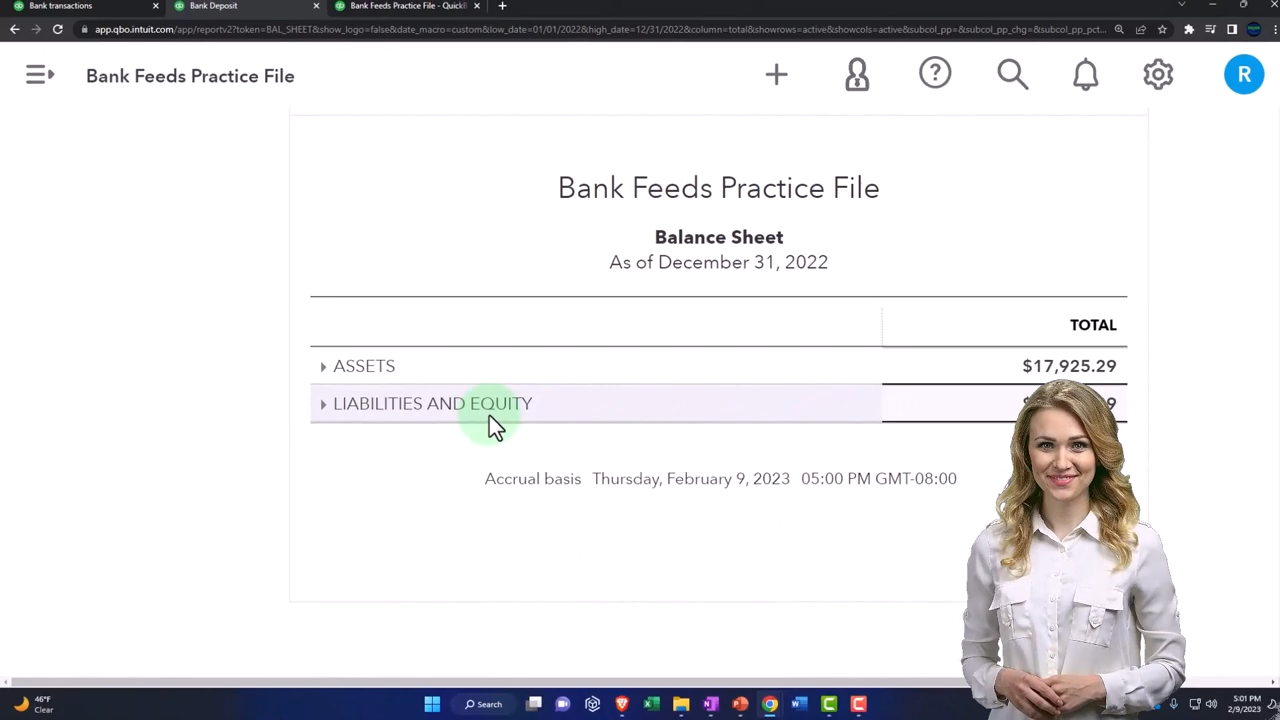 Bank transactions
Bank Deposit
Bank Feeds Practice File - Quickl
app.qbo.intuit.com/app/reportv2?token=BAL_SHEET&show_logo=false&date_macro=custom&low_date=01/01/2022&high_date=12/31/2022&column=total&showrows=active&showcols=active&subcol_pp=&subcol_pp_chg=&subcol_pp_pct...
Bank Feeds Practice File
R
Bank Feeds Practice File
Balance Sheet
As of December 31, 2022
TOTAL
ASSETS $17,925.29
LIABILITIES AND EQUITY
Accrual basis Thursday, February 9, 2023 05:00 PM GMT-08:00
46°F
Clear
Search
5:01 PM
2/9/2023